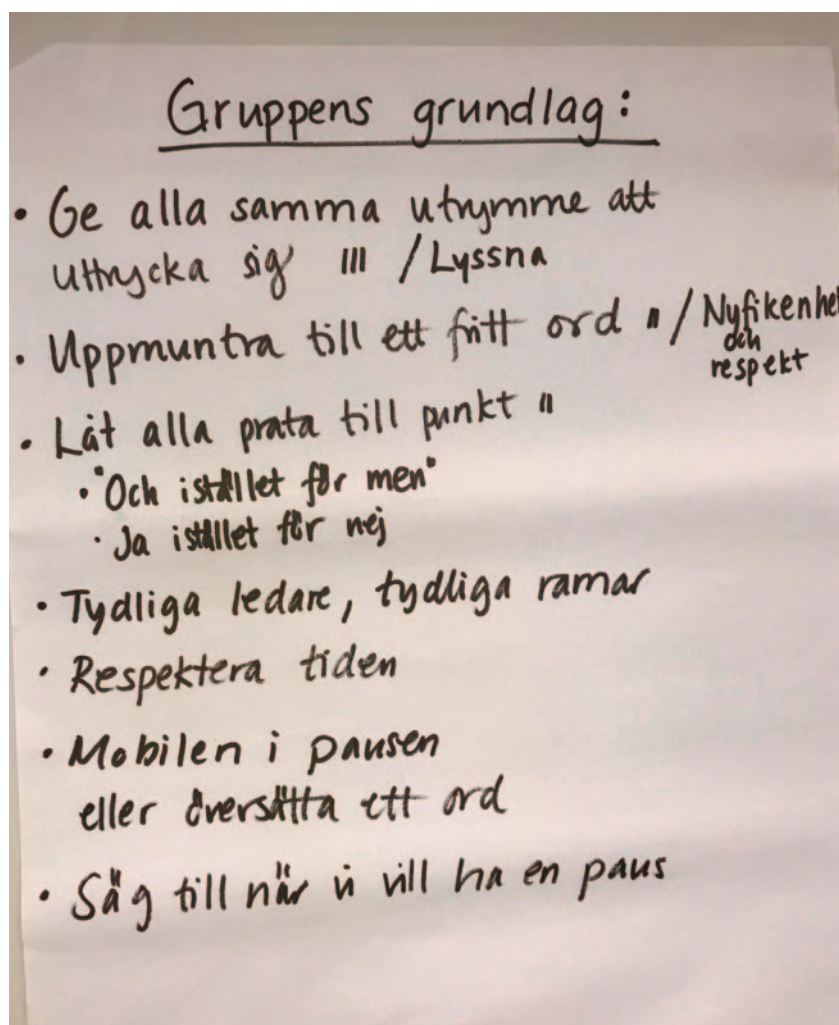 Gruppens grundlag:
• Ge alla samma utrymme att
uttrycka sig III / Lyssna
• Uppmuntra till ett fritt ord II / Nyfikenhet
och
respekt
• Låt alla prata till punkt II
• "Och istället för men"
• Ja istället för nej
• Tydliga ledare, tydliga ramar
• Respektera tiden
• Mobilen i pausen
eller översätta ett ord
• Säg till när vi vill ha en paus